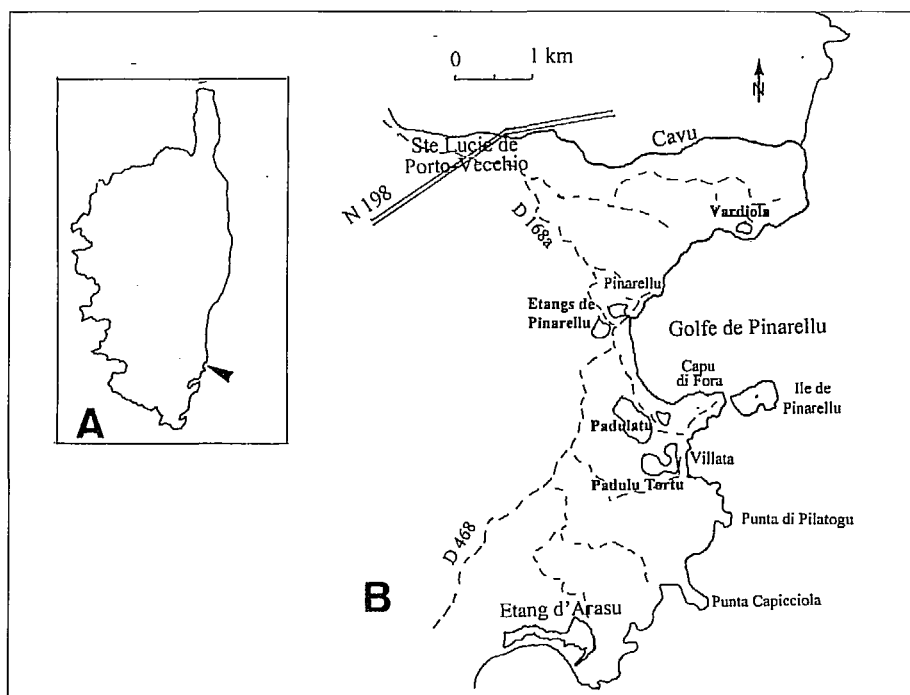 0 1 km
N
Cavu
Ste Lucie de
Porto-Vecchio
N 198
D 168a
Vardiola
Pinarellu
Etangs de
Pinarellu
Golfe de Pinarellu
Capu
di Fora
Ile de
Pinarellu
Padulatu
Villata
Padulu Tortu
Punta di Pilatogu
D 468
A
B
Punta Capicciola
Etang d'Arasu